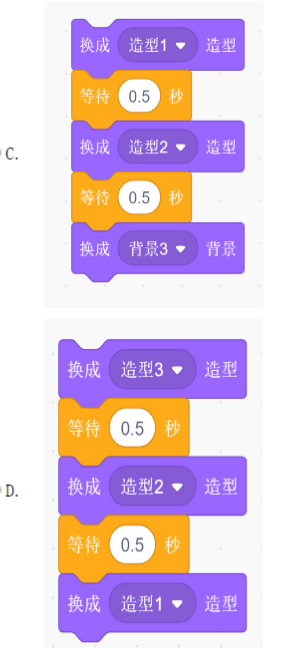 换成 造型1 造型
等待 0.5 秒
C. 换成 造型2 造型
等待 0.5 秒
换成 背景3 背景
换成 造型3 造型
等待 0.5 秒
D. 换成 造型2 造型
等待 0.5 秒
换成 造型1 造型